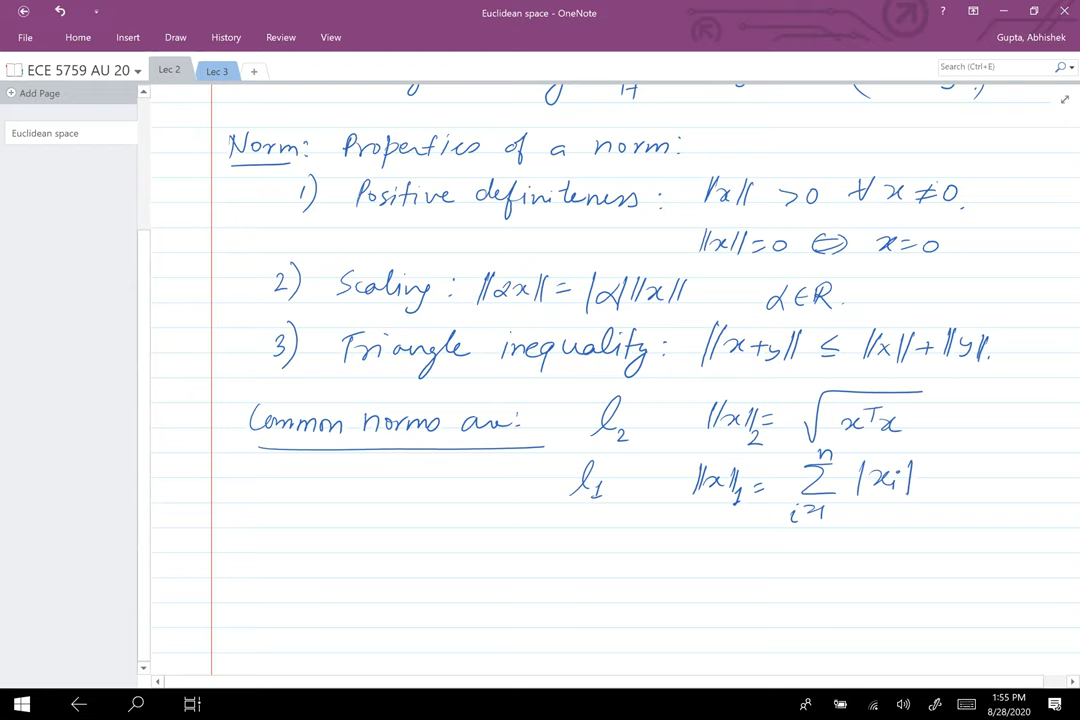 Euclidean space - OneNote
File Home Insert Draw History Review View Gupta, Abhishek
ECE 5759 AU 20 Lec 2 Lec 3 Search (Ctrl+E)
Add Page
Euclidean space
Norm: Properties of a norm:
1) Positive definiteness: ||x|| > 0 ∀ x ≠ 0.
||x|| = 0 ⇔ x = 0
2) Scaling: ||αx|| = |α| ||x|| α ∈ R.
3) Triangle inequality: ||x+y|| ≤ ||x|| + ||y||.
Common norms are: l₂ ||x||₂ = √(xᵀx)
l₁ ||x||₁ = ∑ᵢ₌₁ⁿ |xᵢ|
1:55 PM
8/28/2020